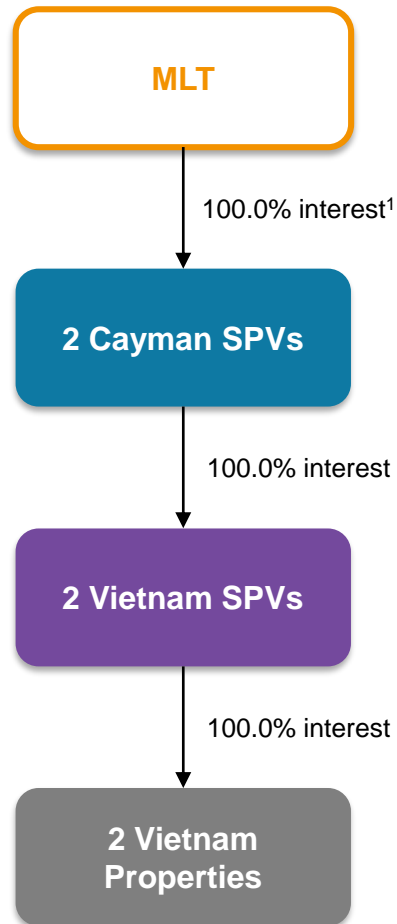 MLT
100.0% interest¹
2 Cayman SPVs
100.0% interest
2 Vietnam SPVs
100.0% interest
2 Vietnam
Properties